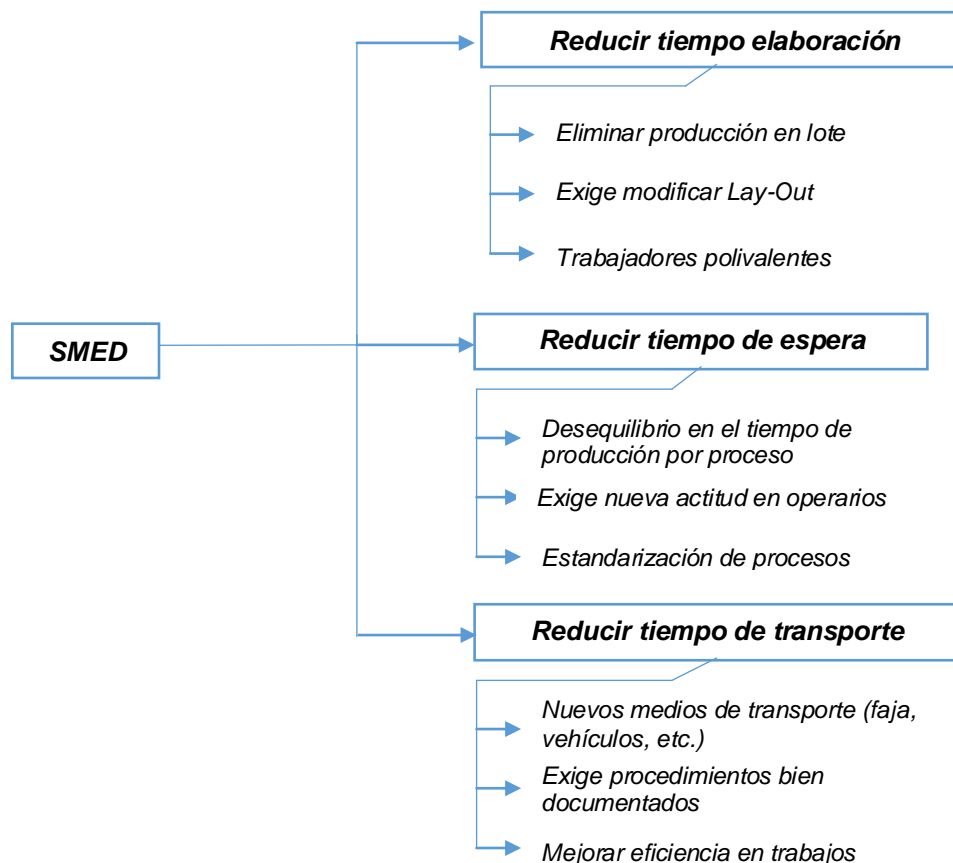 Reducir tiempo elaboración
Eliminar producción en lote
Exige modificar Lay-Out
Trabajadores polivalentes
SMED
Reducir tiempo de espera
Desequilibrio en el tiempo de
producción por proceso
Exige nueva actitud en operarios
Estandarización de procesos
Reducir tiempo de transporte
Nuevos medios de transporte (faja,
vehículos, etc.)
Exige procedimientos bien
documentados
Mejorar eficiencia en trabajos